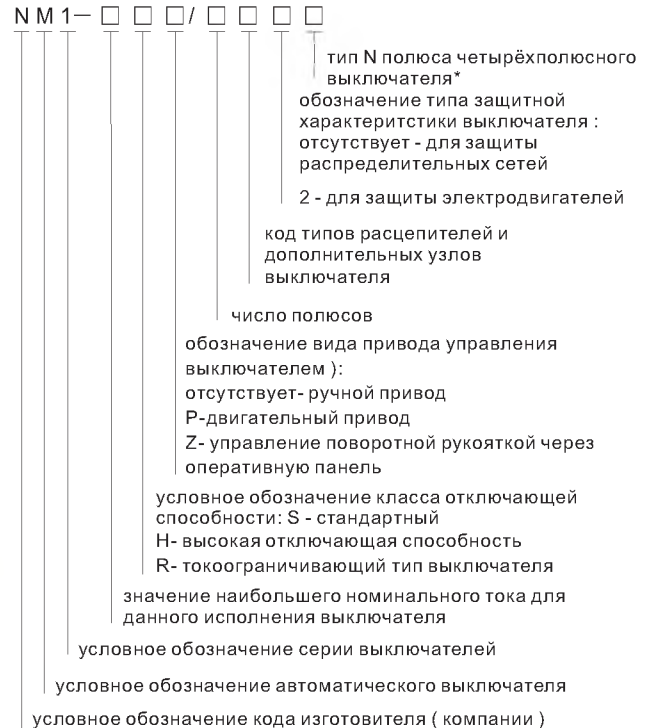 NM1–□□□/□□□□
тип N полюса четырёхполюсного
выключателя*
обозначение типа защитной
характеритстики выключателя :
отсутствует - для защиты
распределительных сетей
2 - для защиты электродвигателей
код типов расцепителей и
дополнительных узлов
выключателя
число полюсов
обозначение вида привода управления
выключателем ):
отсутствует- ручной привод
P-двигательный привод
Z- управление поворотной рукояткой через
оперативную панель
условное обозначение класса отключающей
способности: S - стандартный
H- высокая отключающая способность
R- токоограничивающий тип выключателя
значение наибольшего номинального тока для
данного исполнения выключателя
условное обозначение серии выключателей
условное обозначение автоматического выключателя
условное обозначение кода изготовителя ( компании )